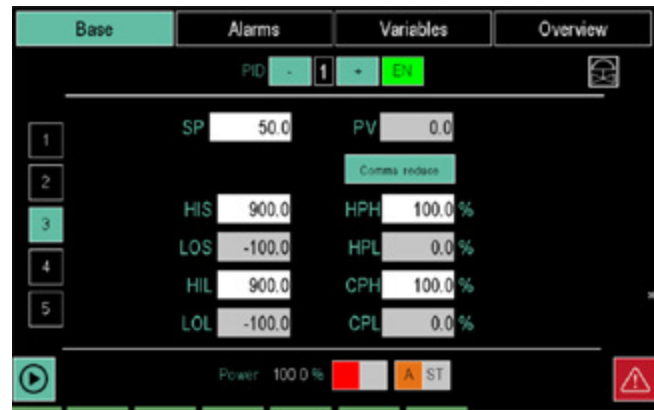 Base Alarms Variables Overview
PID - 1 + EN
SP 50.0 PV 0.0
1
Comma reduce
2
HIS 900.0 HPH 100.0 %
3
LOS -100.0 HPL 0.0 %
4
HIL 900.0 CPH 100.0 %
5
LOL -100.0 CPL 0.0 %
Power 100.0 % A ST